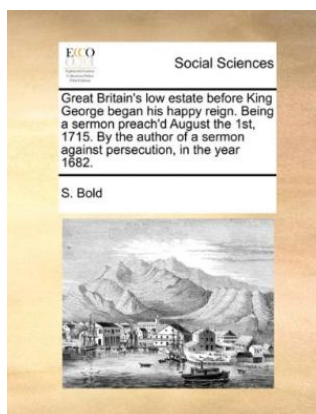 ECCO
Social Sciences
Great Britain's low estate before King
George began his happy reign. Being
a sermon preach'd August the 1st,
1715. By the author of a sermon
against persecution, in the year
1682.
S. Bold